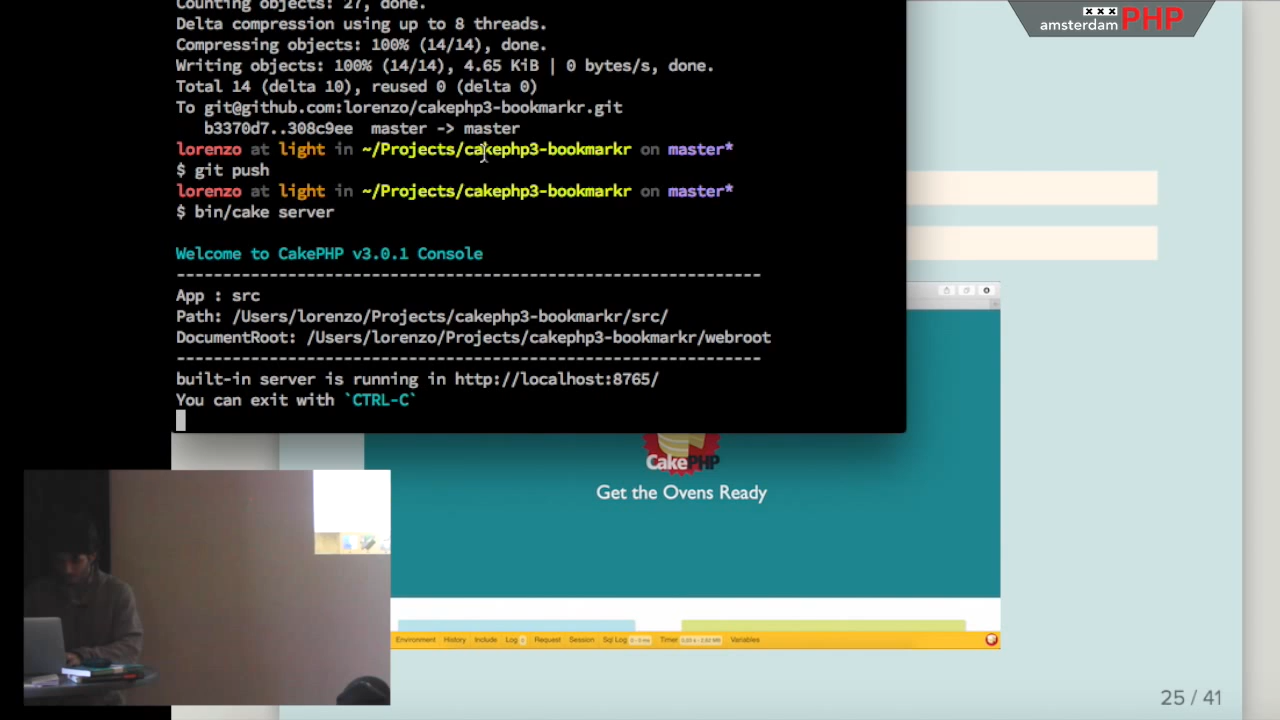 Counting objects: 27, done.
Delta compression using up to 8 threads.
Compressing objects: 100% (14/14), done.
Writing objects: 100% (14/14), 4.65 KiB | 0 bytes/s, done.
Total 14 (delta 10), reused 0 (delta 0)
To git@github.com:lorenzo/cakephp3-bookmarkr.git
b3370d7..308c9ee master -> master
lorenzo at light in ~/Projects/cakephp3-bookmarkr on master*
$ git push
lorenzo at light in ~/Projects/cakephp3-bookmarkr on master*
$ bin/cake server
Welcome to CakePHP v3.0.1 Console
---------------------------------------------------------------
App : src
Path: /Users/lorenzo/Projects/cakephp3-bookmarkr/src/
DocumentRoot: /Users/lorenzo/Projects/cakephp3-bookmarkr/webroot
---------------------------------------------------------------
built-in server is running in http://localhost:8765/
You can exit with `CTRL-C`
xxx
amsterdamPHP
CakePHP
Get the Ovens Ready
Environment History Include Log 0 Request Session Sql Log 0 - 0 ms Timer Variables
25 / 41